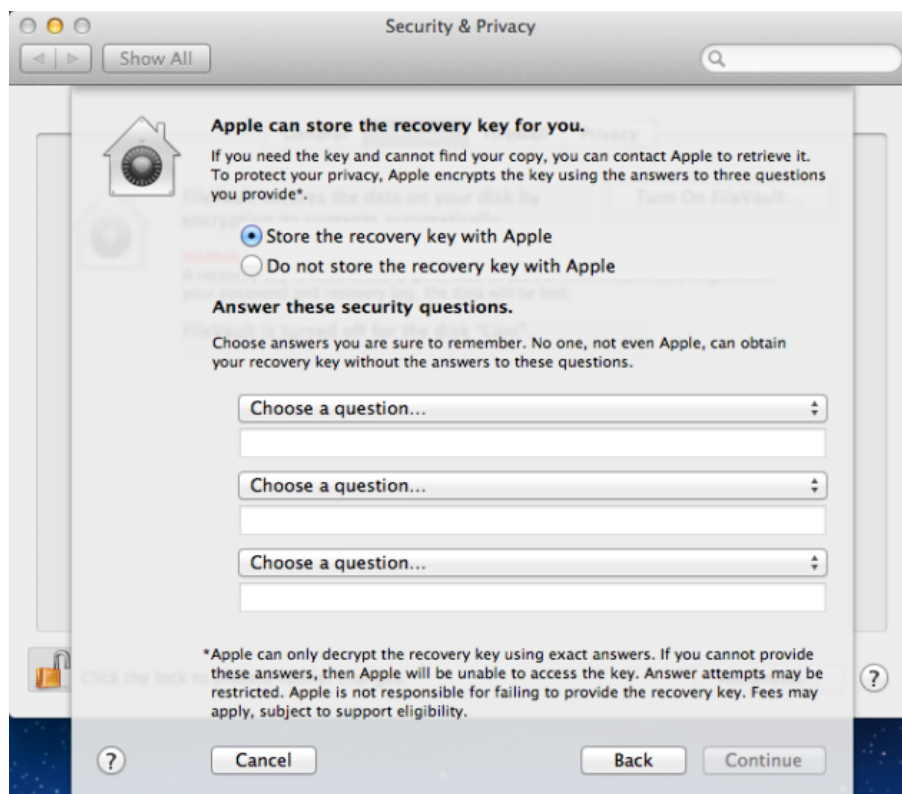 Security & Privacy
Show All
Apple can store the recovery key for you.
If you need the key and cannot find your copy, you can contact Apple to retrieve it.
To protect your privacy, Apple encrypts the key using the answers to three questions
you provide*.
Store the recovery key with Apple
Do not store the recovery key with Apple
Answer these security questions.
Choose answers you are sure to remember. No one, not even Apple, can obtain
your recovery key without the answers to these questions.
Choose a question...
Choose a question...
Choose a question...
*Apple can only decrypt the recovery key using exact answers. If you cannot provide
these answers, then Apple will be unable to access the key. Answer attempts may be
restricted. Apple is not responsible for failing to provide the recovery key. Fees may
apply, subject to support eligibility.
Click the lock to
?
? Cancel Back Continue